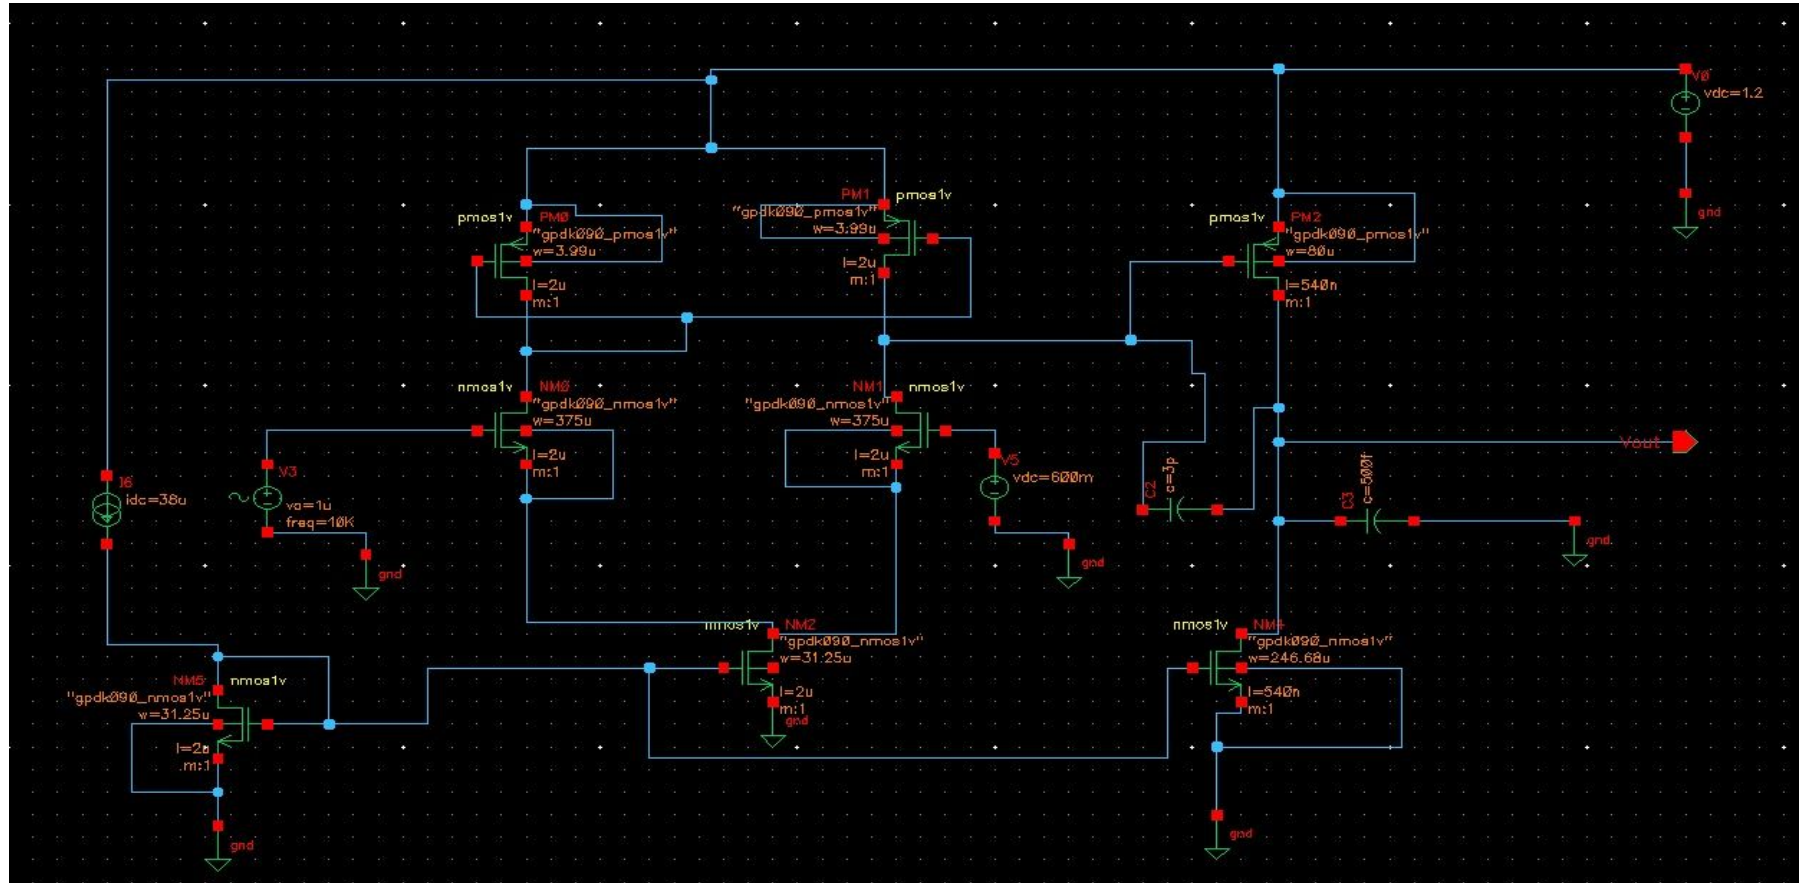 V0
vdc=1.2
gnd
pmos1v
PM0
"gpdk090_pmos1v"
w=3.99u
l=2u
m:1
PM1
pmos1v
"gpdk090_pmos1v"
w=3.99u
l=2u
m:1
pmos1v
PM2
"gpdk090_pmos1v"
w=80u
l=540n
m:1
nmos1v
NM0
"gpdk090_nmos1v"
w=375u
l=2u
m:1
NM1
nmos1v
"gpdk090_nmos1v"
w=375u
l=2u
m:1
Vout
I6
idc=38u
V3
va=1u
freq=10K
gnd
V5
vdc=600m
gnd
C2
c=3p
C3
c=500f
gnd
nmos1v
NM2
"gpdk090_nmos1v"
w=31.25u
l=2u
m:1
gnd
nmos1v
"gpdk090_nmos1v"
w=246.68u
l=540n
m:1
gnd
nmos1v
"gpdk090_nmos1v"
w=31.25u
l=2u
m:1
gnd